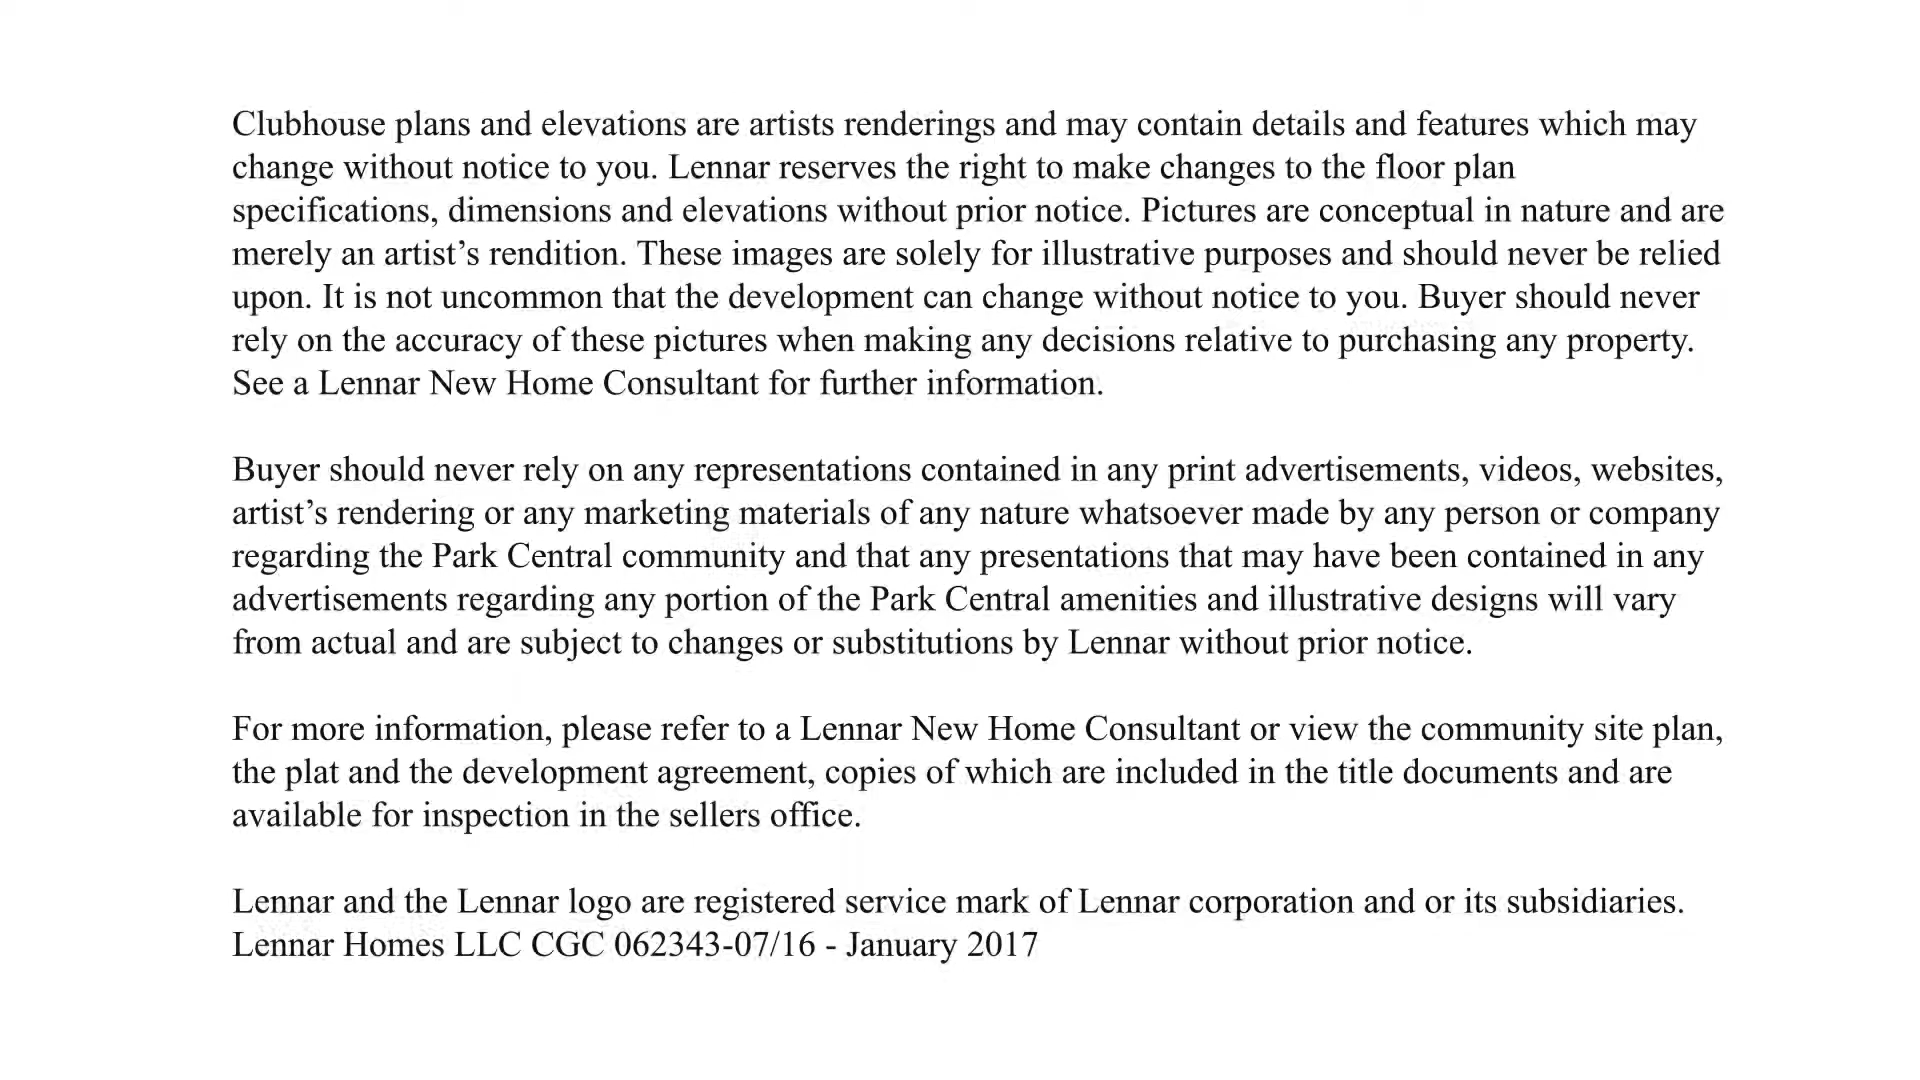 Clubhouse plans and elevations are artists renderings and may contain details and features which may
change without notice to you. Lennar reserves the right to make changes to the floor plan
specifications, dimensions and elevations without prior notice. Pictures are conceptual in nature and are
merely an artist’s rendition. These images are solely for illustrative purposes and should never be relied
upon. It is not uncommon that the development can change without notice to you. Buyer should never
rely on the accuracy of these pictures when making any decisions relative to purchasing any property.
See a Lennar New Home Consultant for further information.
Buyer should never rely on any representations contained in any print advertisements, videos, websites,
artist’s rendering or any marketing materials of any nature whatsoever made by any person or company
regarding the Park Central community and that any presentations that may have been contained in any
advertisements regarding any portion of the Park Central amenities and illustrative designs will vary
from actual and are subject to changes or substitutions by Lennar without prior notice.
For more information, please refer to a Lennar New Home Consultant or view the community site plan,
the plat and the development agreement, copies of which are included in the title documents and are
available for inspection in the sellers office.
Lennar and the Lennar logo are registered service mark of Lennar corporation and or its subsidiaries.
Lennar Homes LLC CGC 062343-07/16 - January 2017